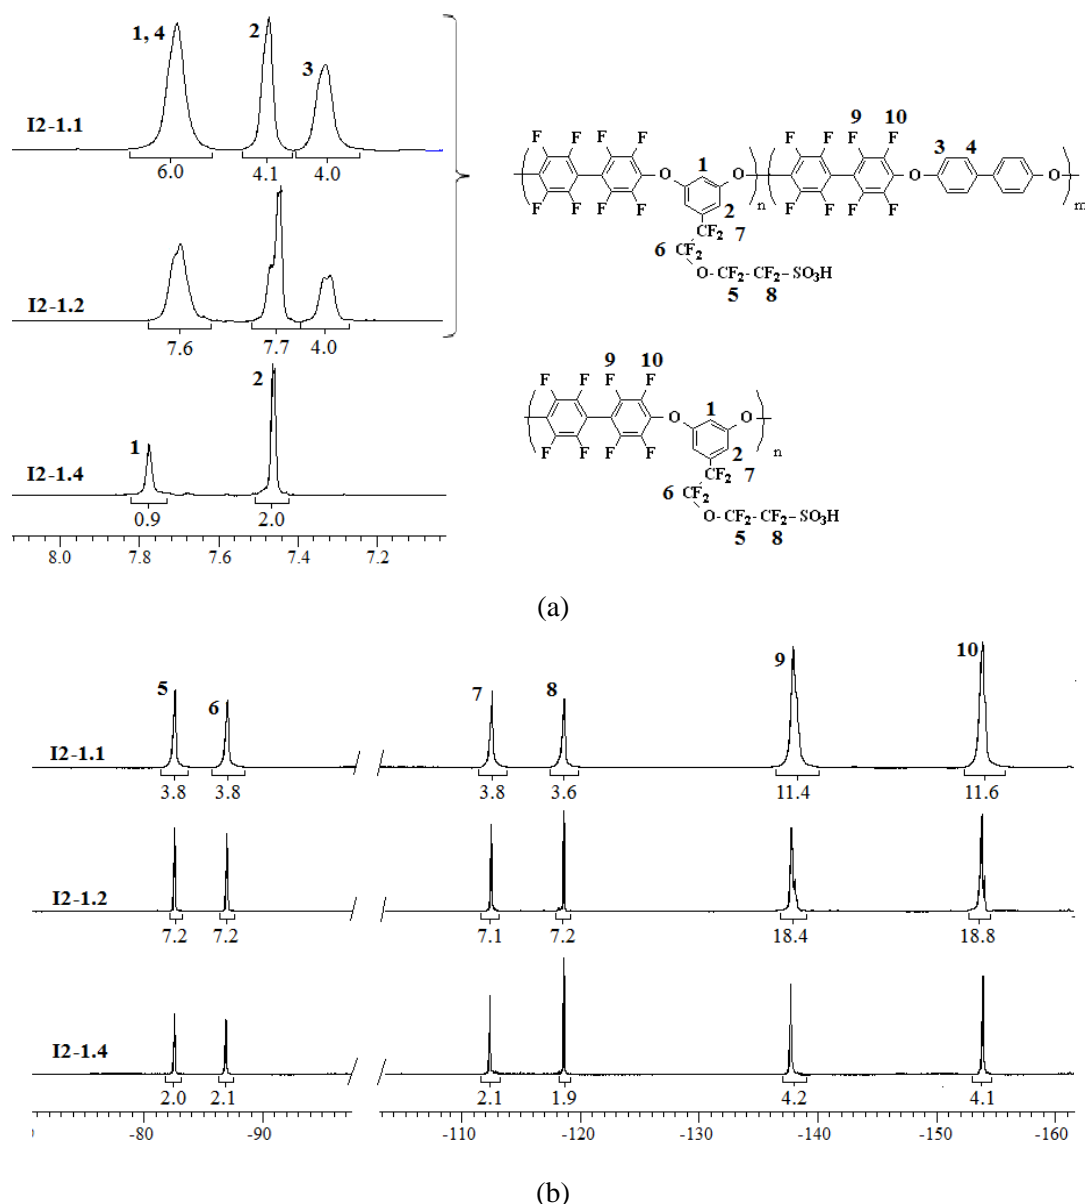 1, 4
2
3
I2-1.1
6.0
4.1
4.0
I2-1.2
7.6
7.7
4.0
1
2
I2-1.4
0.9
2.0
8.0
7.8
7.6
7.4
7.2
9 10
F F F F F F F F
1
3 4
O O
n
O O
m
F F F F F F F F
2
CF2 7
6 CF2
O-CF2-CF2-SO3H
5 8
9 10
F F F F
1
O O
n
F F F F
2
CF2 7
6 CF2
O-CF2-CF2-SO3H
5 8
(a)
5
6
7
8
9
10
I2-1.1
3.8
3.8
3.8
3.6
11.4
11.6
I2-1.2
7.2
7.2
7.1
7.2
18.4
18.8
I2-1.4
2.0
2.1
2.1
1.9
4.2
4.1
0
-80
-90
-110
-120
-130
-140
-150
-160
(b)